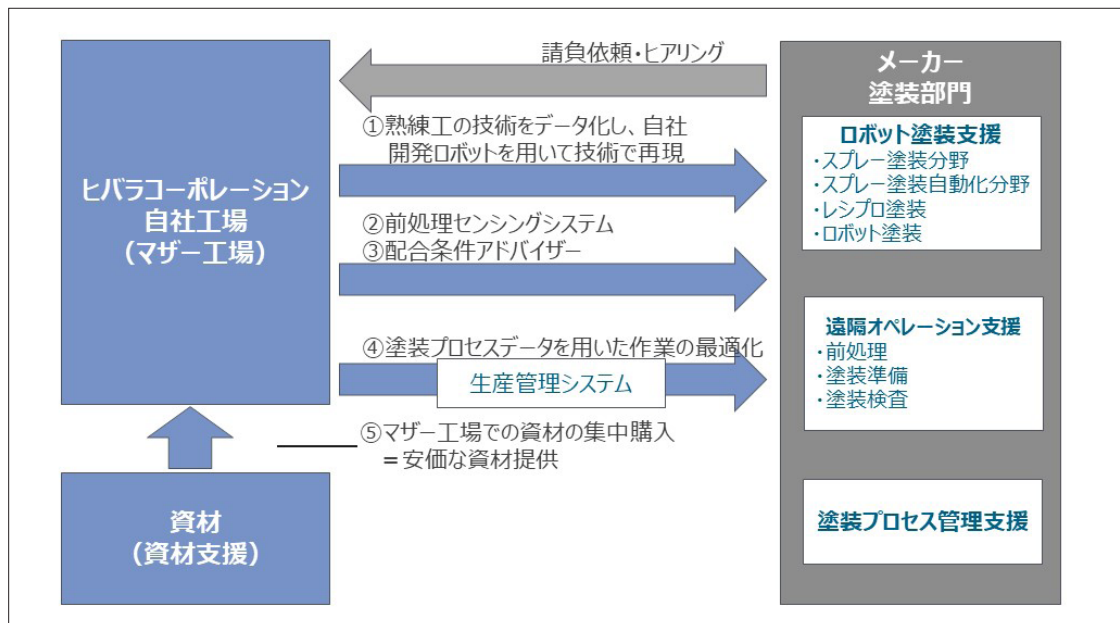 請負依頼・ヒアリング
ヒバラコーポレーション
自社工場
（マザー工場）
①熟練工の技術をデータ化し、自社
開発ロボットを用いて技術で再現
②前処理センシングシステム
③配合条件アドバイザー
④塗装プロセスデータを用いた作業の最適化
生産管理システム
⑤マザー工場での資材の集中購入
＝安価な資材提供
資材
（資材支援）
メーカー
塗装部門
ロボット塗装支援
・スプレー塗装分野
・スプレー塗装自動化分野
・レシプロ塗装
・ロボット塗装
遠隔オペレーション支援
・前処理
・塗装準備
・塗装検査
塗装プロセス管理支援